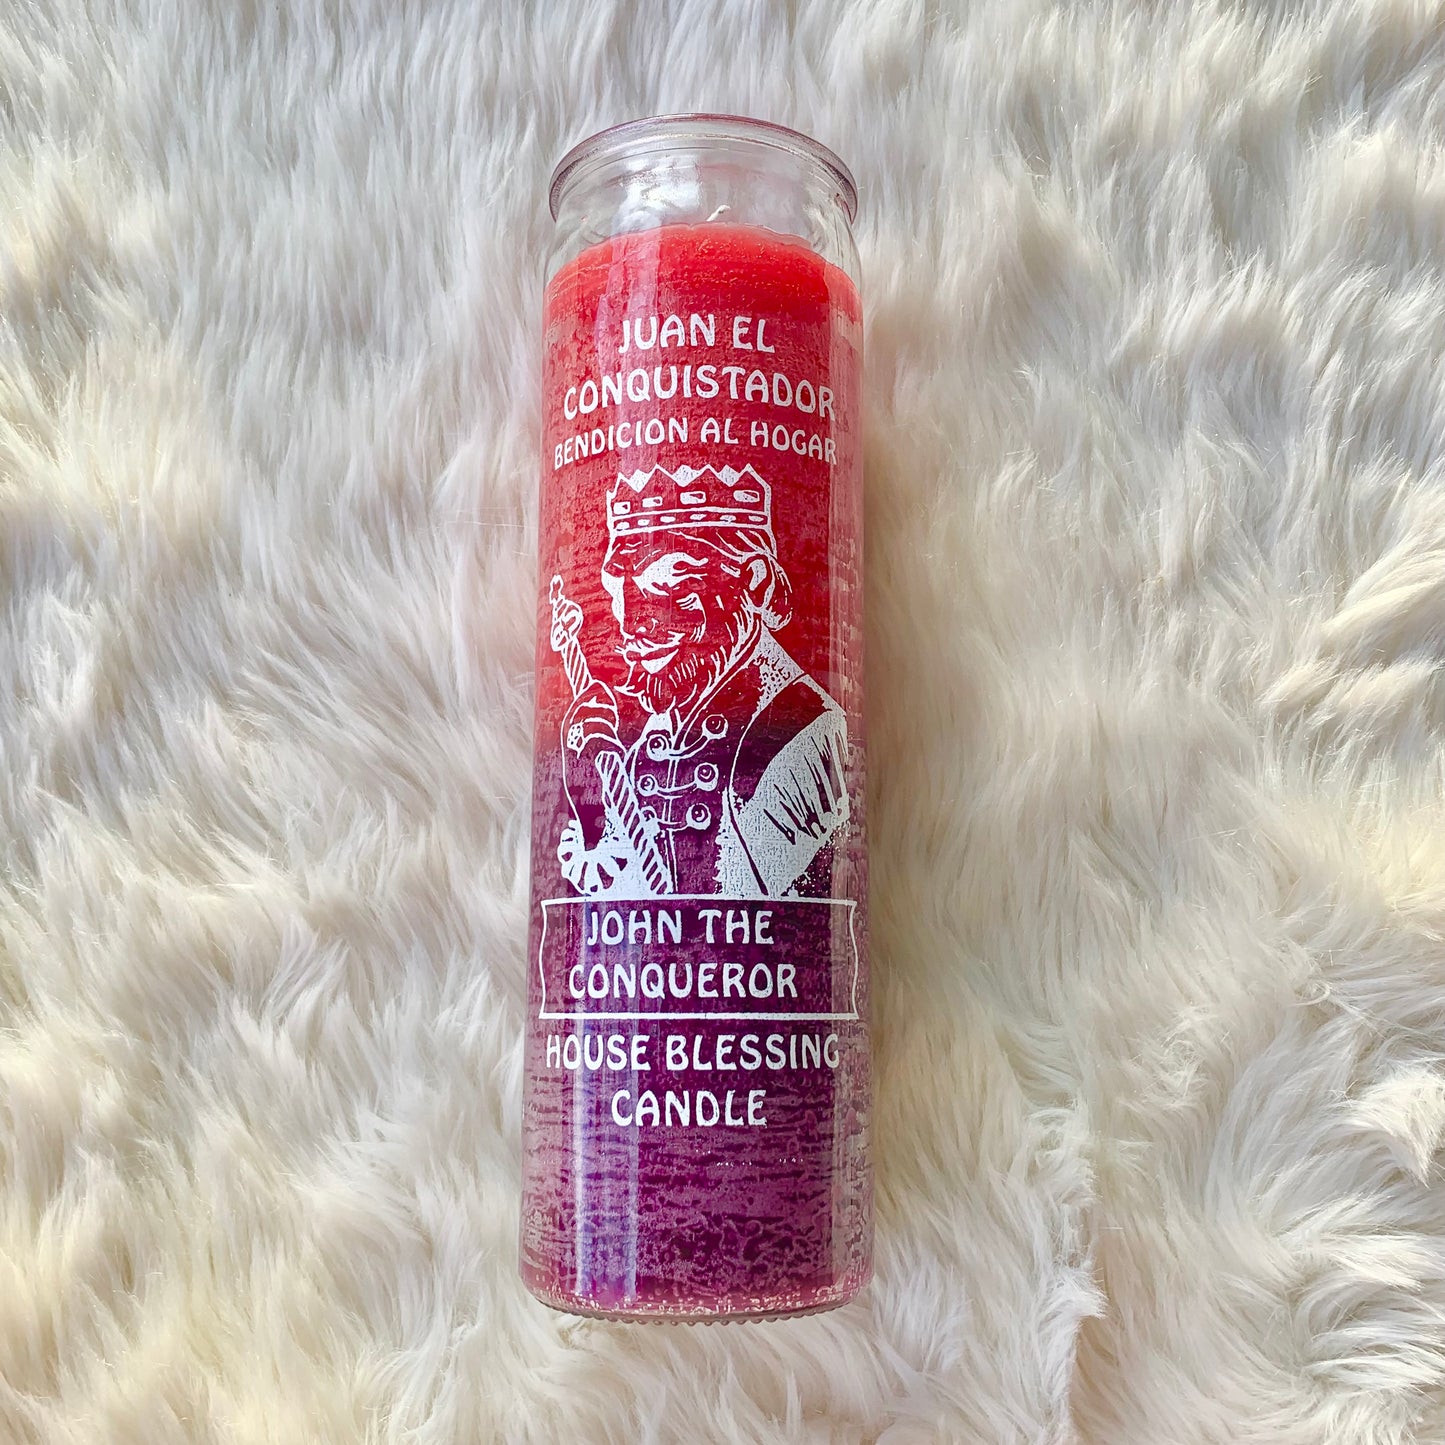 JUAN EL
CONQUISTADOR
BENDICION AL HOGAR
JOHN THE
CONQUEROR
HOUSE BLESSING
CANDLE